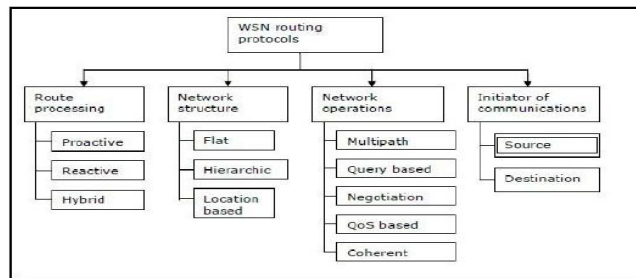 WSN routing
protocols
Route
processing
Network
structure
Network
operations
Initiator of
communications
Proactive
Reactive
Hybrid
Flat
Hierarchic
Location
based
Multipath
Query based
Negotiation
QoS based
Coherent
Source
Destination